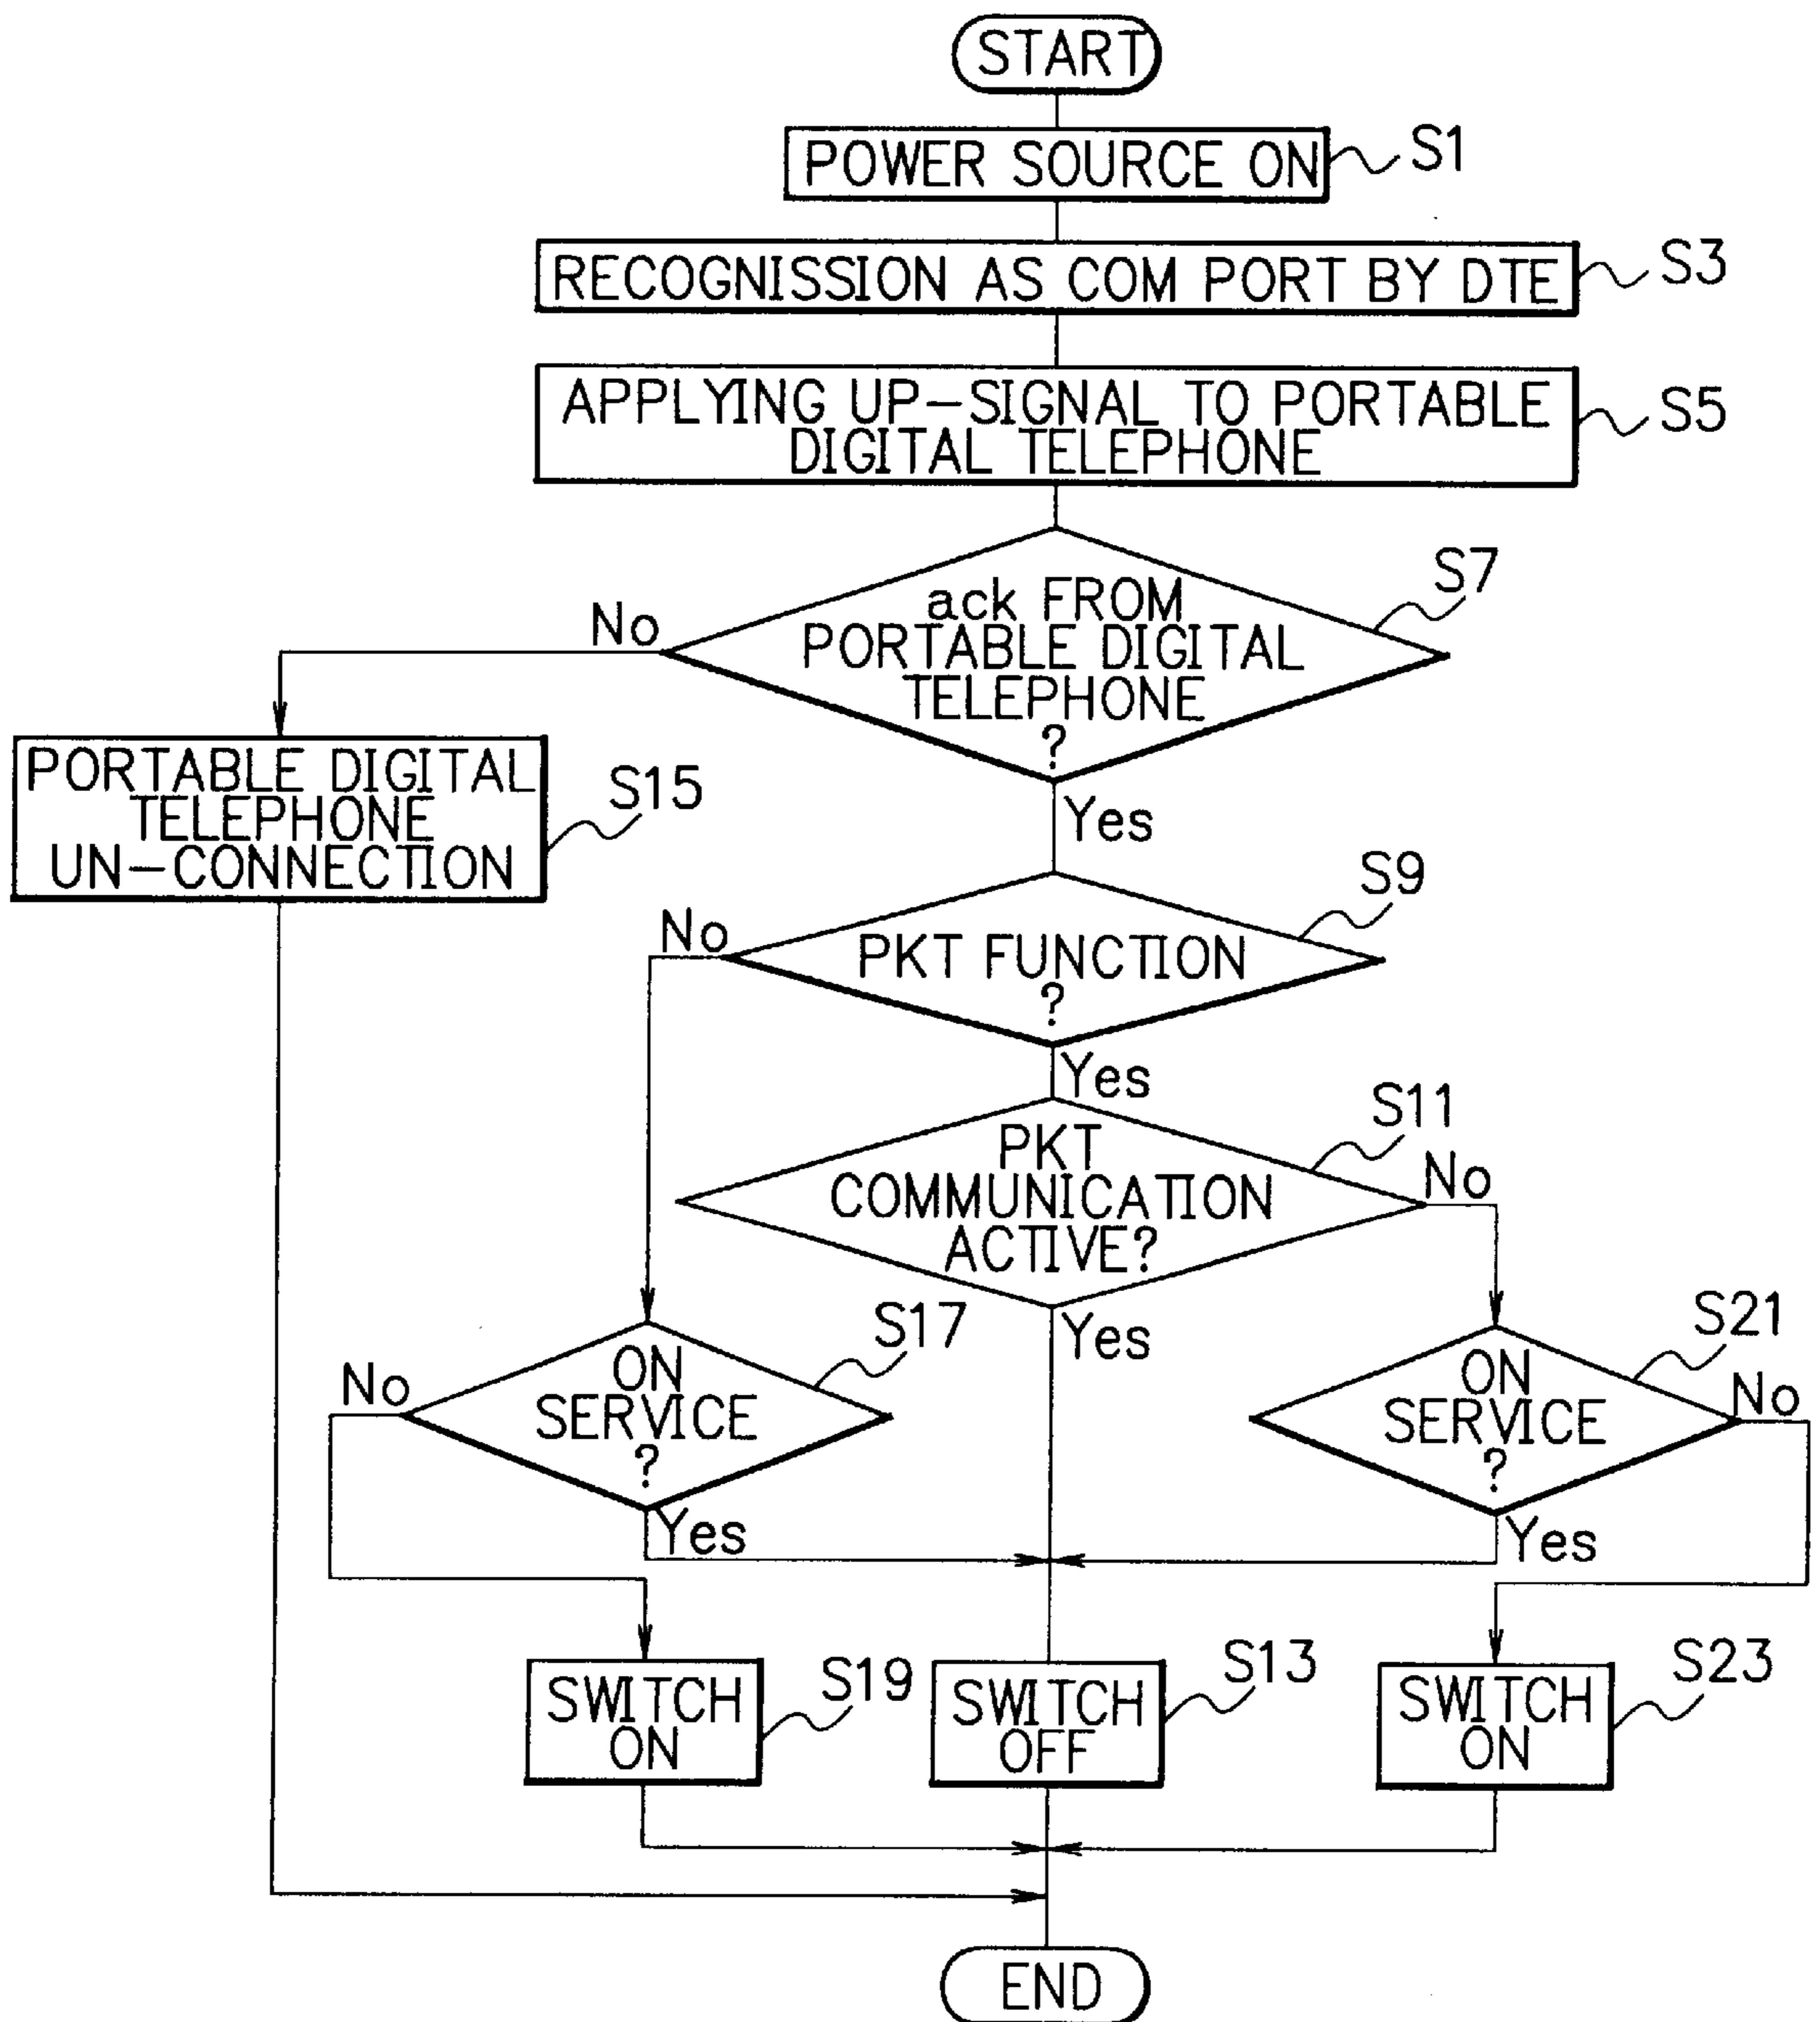 START
POWER SOURCE ON
S1
RECOGNISSION AS COM PORT BY DTE
S3
APPLYING UP-SIGNAL TO PORTABLE
DIGITAL TELEPHONE
S5
S7
ack FROM
PORTABLE DIGITAL
TELEPHONE
?
No
Yes
PORTABLE DIGITAL
TELEPHONE
UN-CONNECTION
S15
S9
No
PKT FUNCTION
?
Yes
S11
PKT
COMMUNICATION
ACTIVE?
No
Yes
S17
ON
SERVICE
?
No
Yes
S21
ON
SERVICE
?
No
Yes
SWITCH
ON
S19
SWITCH
OFF
S13
SWITCH
ON
S23
END